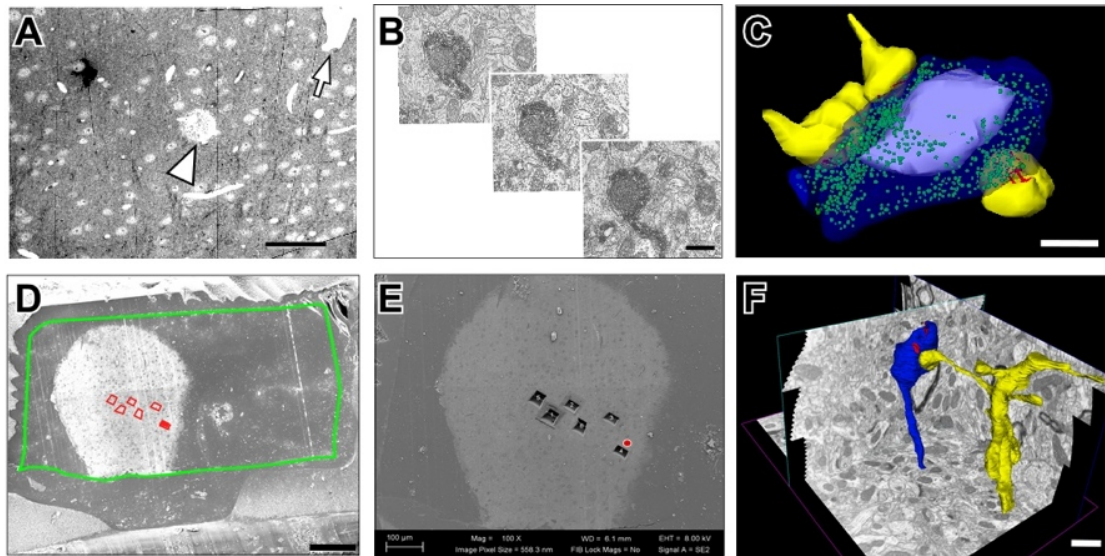 A
B
C
D
E
F
100 μm
Mag = 100 X
WD = 6.1 mm
EHT = 8.00 kV
Image Pixel Size = 558.3 nm
FIB Lock Mags = No
Signal A = SE2